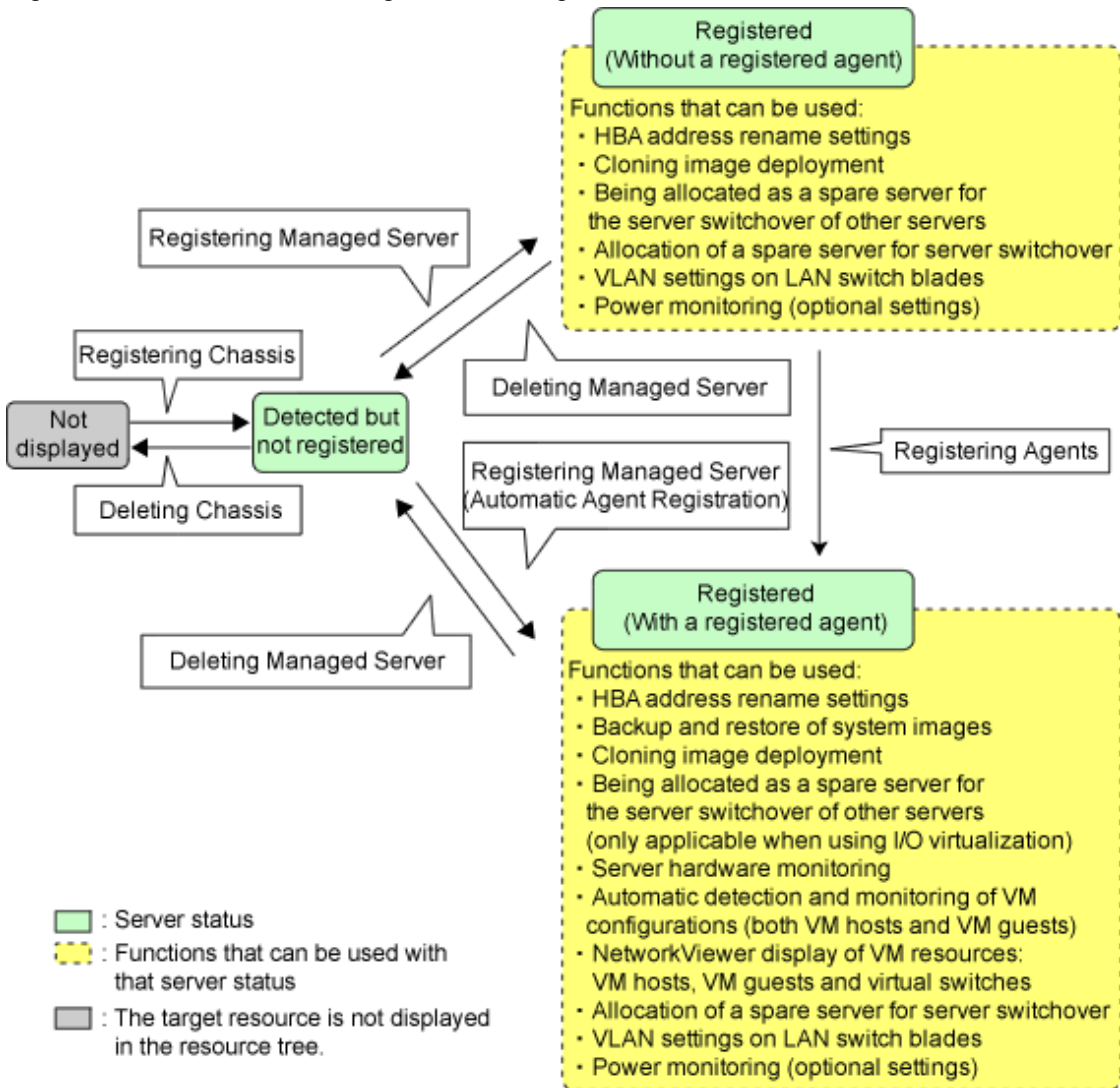 Registered
(Without a registered agent)
Functions that can be used:
・HBA address rename settings
・Cloning image deployment
・Being allocated as a spare server for
the server switchover of other servers
・Allocation of a spare server for server switchover
・VLAN settings on LAN switch blades
・Power monitoring (optional settings)
Registering Managed Server
Registering Chassis
Deleting Managed Server
Not
displayed
Detected but
not registered
Registering Agents
Registering Managed Server
(Automatic Agent Registration)
Deleting Chassis
Deleting Managed Server
Registered
(With a registered agent)
Functions that can be used:
・HBA address rename settings
・Backup and restore of system images
・Cloning image deployment
・Being allocated as a spare server for
the server switchover of other servers
(only applicable when using I/O virtualization)
・Server hardware monitoring
・Automatic detection and monitoring of VM
configurations (both VM hosts and VM guests)
・NetworkViewer display of VM resources:
VM hosts, VM guests and virtual switches
・Allocation of a spare server for server switchover
・VLAN settings on LAN switch blades
・Power monitoring (optional settings)
: Server status
: Functions that can be used with
that server status
: The target resource is not displayed
in the resource tree.